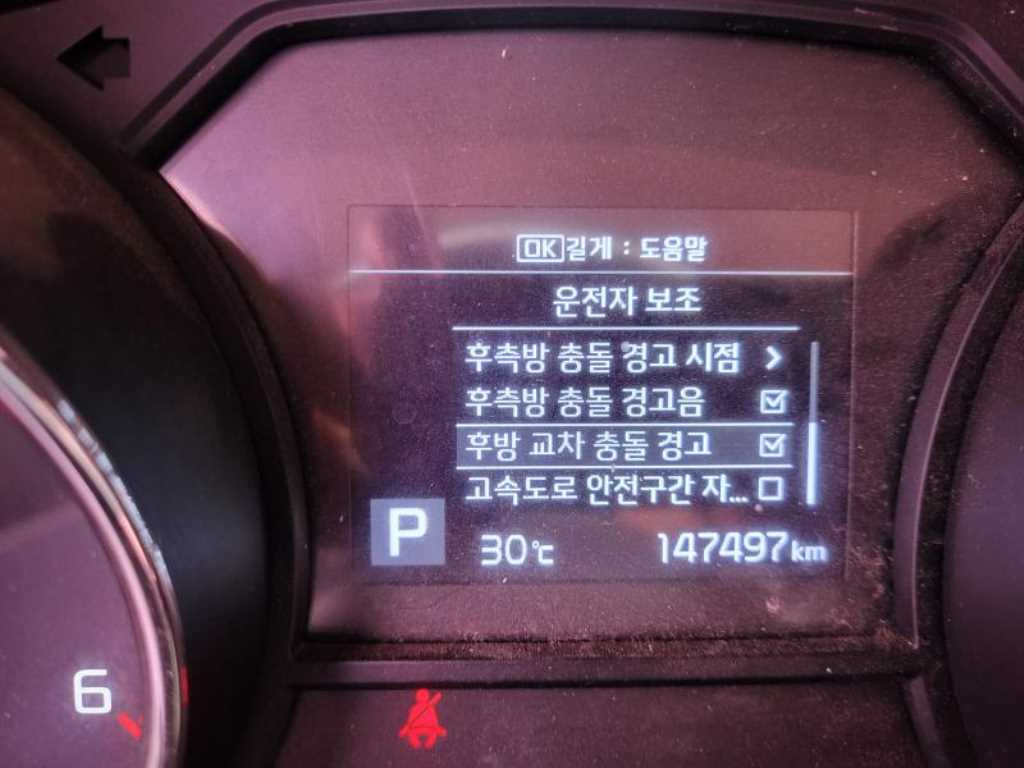 OK길게 : 도움말
운전자 보조
후측방 충돌 경고 시점 >
후측방 충돌 경고음
후방 교차 충돌 경고
고속도로 안전구간 자...
P 30℃ 147497km
6